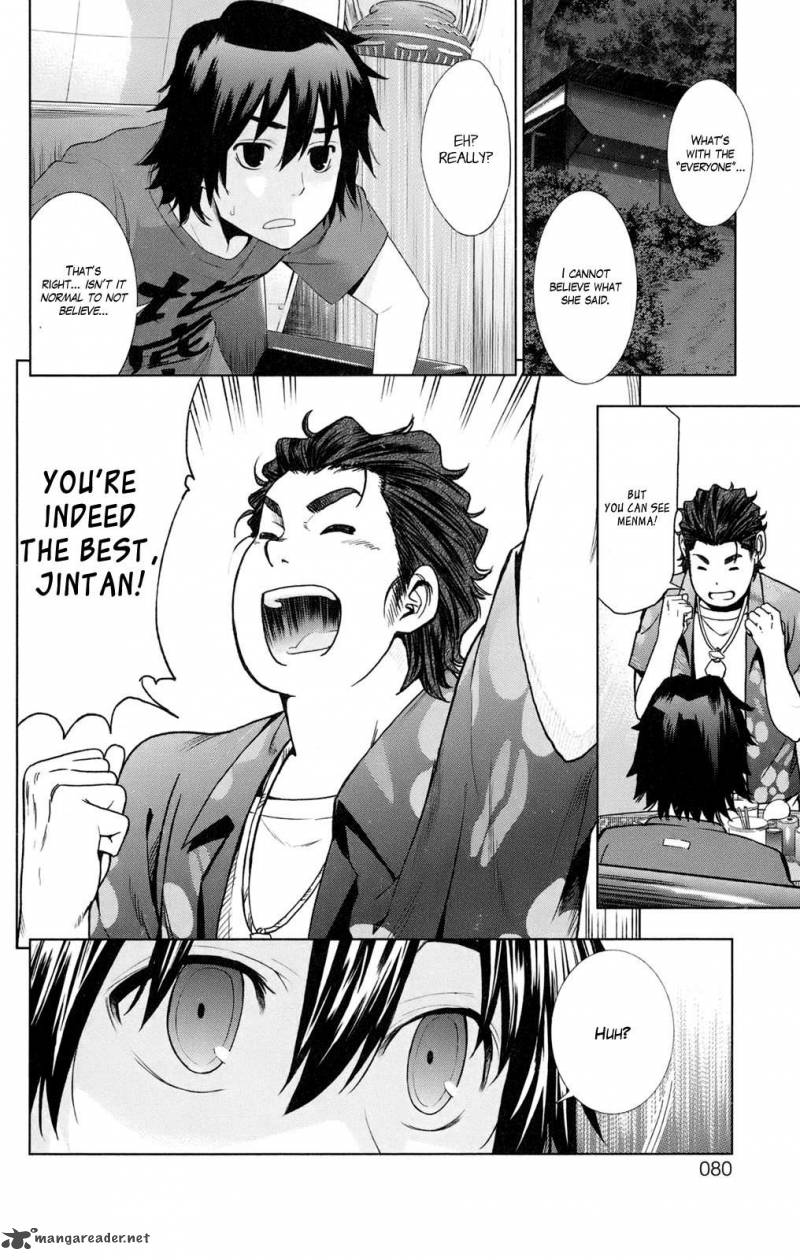 WHAT'S
WITH THE
"EVERYONE"...
I CANNOT
BELIEVE WHAT
SHE SAID.
EH?
REALLY?
THAT'S
RIGHT... ISN'T IT
NORMAL TO NOT
BELIEVE...
BUT
YOU CAN SEE
MENMA!
YOU'RE
INDEED
THE BEST,
JINTAN!
HUH?
080
mangareader.net